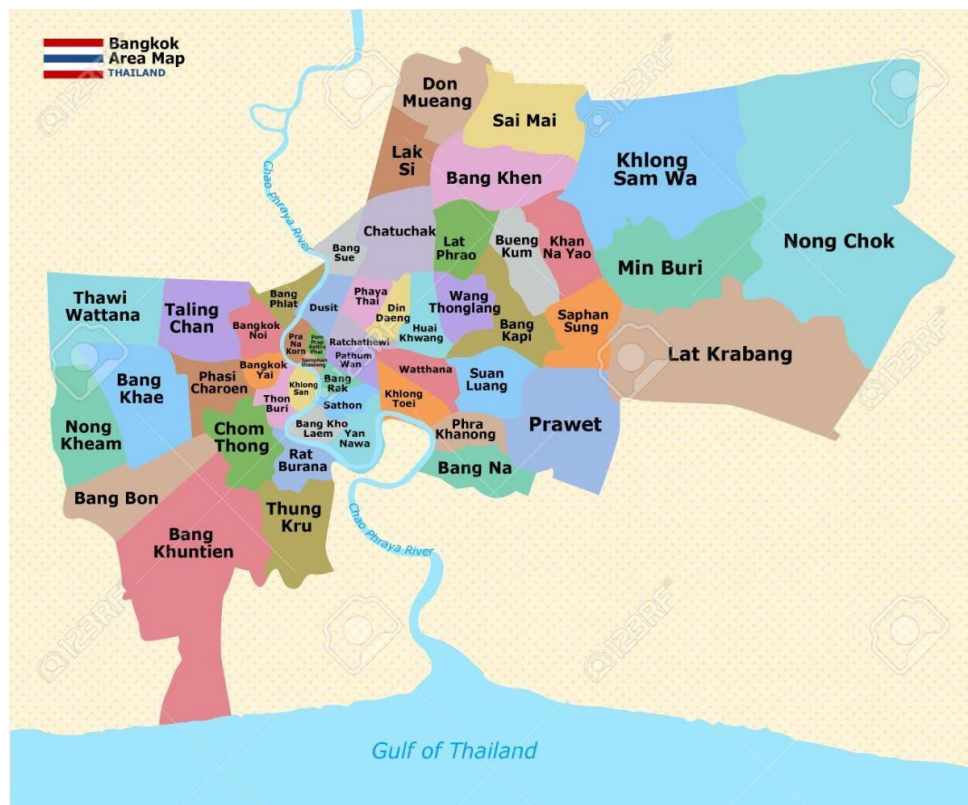 Bangkok
Area Map
THAILAND
Don
Mueang
Sai Mai
Lak
Si
Bang Khen
Khlong
Sam Wa
Nong Chok
Chao phraya River
Chatuchak
Bang
Sue
Lat
Phrao
Bueng
Kum
Khan
Na Yao
Min Buri
Thawi
Wattana
Taling
Chan
Bang
Phlat
Dusit
Phaya
Thai
Din
Daeng
Huai
Khwang
Wang
Thonglang
Bang
Kapi
Saphan
Sung
Lat Krabang
Bangkok
Noi
Pra
Na
Korn
Ratchathewi
Pathum
Wan
Watthana
Suan
Luang
Bang
Khae
Phasi
Charoen
Bangkok
Yai
Khlong
San
Bang
Rak
Thon
Buri
Sathon
Khlong
Toei
Phra
Khanong
Prawet
Nong
Kheam
Chom
Thong
Bang Kho
Laem
Yan
Nawa
Rat
Burana
Bang Na
Bang Bon
Thung
Kru
Bang
Khuntien
Chao Phraya River
Gulf of Thailand
123RF